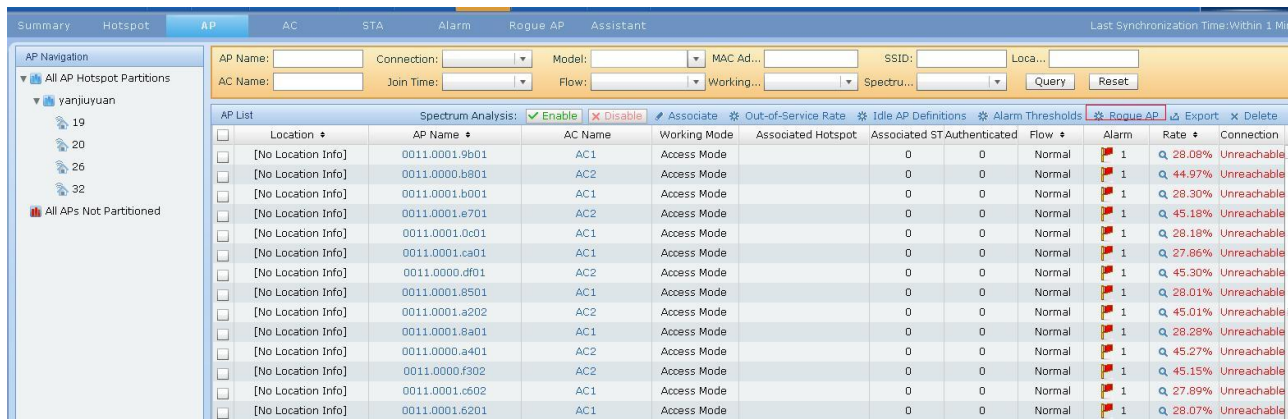 Summary Hotspot AP AC STA Alarm Rogue AP Assistant Last Synchronization Time:Within 1 Mi
AP Navigation
All AP Hotspot Partitions
yanjiuyuan
19
20
26
32
All APs Not Partitioned
AP Name: Connection: Model: MAC Ad... SSID: Loca...
AC Name: Join Time: Flow: Working... Spectru... Query Reset
AP List Spectrum Analysis: Enable Disable Associate Out-of-Service Rate Idle AP Definitions Alarm Thresholds Rogue AP Export Delete
Location AP Name AC Name Working Mode Associated Hotspot Associated ST Authenticated Flow Alarm Rate Connection
[No Location Info] 0011.0001.9b01 AC1 Access Mode 0 0 Normal 1 28.08% Unreachable
[No Location Info] 0011.0000.b801 AC2 Access Mode 0 0 Normal 1 44.97% Unreachable
[No Location Info] 0011.0001.b001 AC1 Access Mode 0 0 Normal 1 28.30% Unreachable
[No Location Info] 0011.0001.e701 AC2 Access Mode 0 0 Normal 1 45.18% Unreachable
[No Location Info] 0011.0001.0c01 AC1 Access Mode 0 0 Normal 1 28.18% Unreachable
[No Location Info] 0011.0001.ca01 AC1 Access Mode 0 0 Normal 1 27.86% Unreachable
[No Location Info] 0011.0000.df01 AC2 Access Mode 0 0 Normal 1 45.30% Unreachable
[No Location Info] 0011.0001.8501 AC1 Access Mode 0 0 Normal 1 28.01% Unreachable
[No Location Info] 0011.0001.a202 AC2 Access Mode 0 0 Normal 1 45.01% Unreachable
[No Location Info] 0011.0001.8a01 AC1 Access Mode 0 0 Normal 1 28.28% Unreachable
[No Location Info] 0011.0000.a401 AC2 Access Mode 0 0 Normal 1 45.27% Unreachable
[No Location Info] 0011.0000.f302 AC2 Access Mode 0 0 Normal 1 45.15% Unreachable
[No Location Info] 0011.0001.c602 AC1 Access Mode 0 0 Normal 1 27.89% Unreachable
[No Location Info] 0011.0001.6201 AC1 Access Mode 0 0 Normal 1 28.07% Unreachable